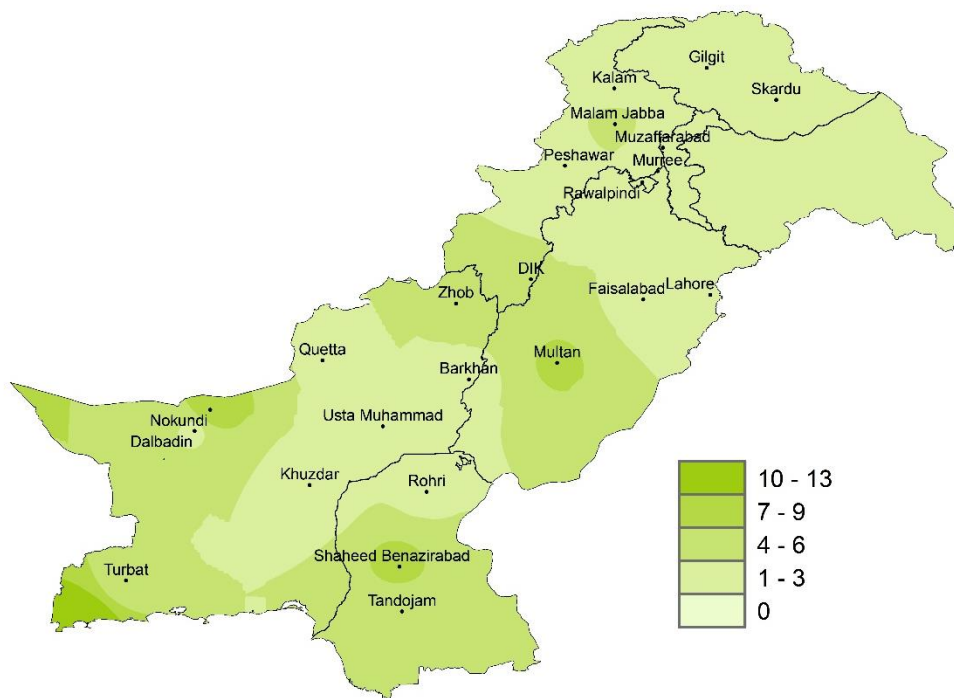 Gilgit
Kalam
Skardu
Malam Jabba
Muzaffarabad
Peshawar
Murree
Rawalpindi
DIK
Zhob
Faisalabad
Lahore
Quetta
Multan
Barkhan
Nokundi
Usta Muhammad
Dalbadin
Khuzdar
Rohri
Shaheed Benazirabad
Turbat
Tandojam
10 - 13
7 - 9
4 - 6
1 - 3
0